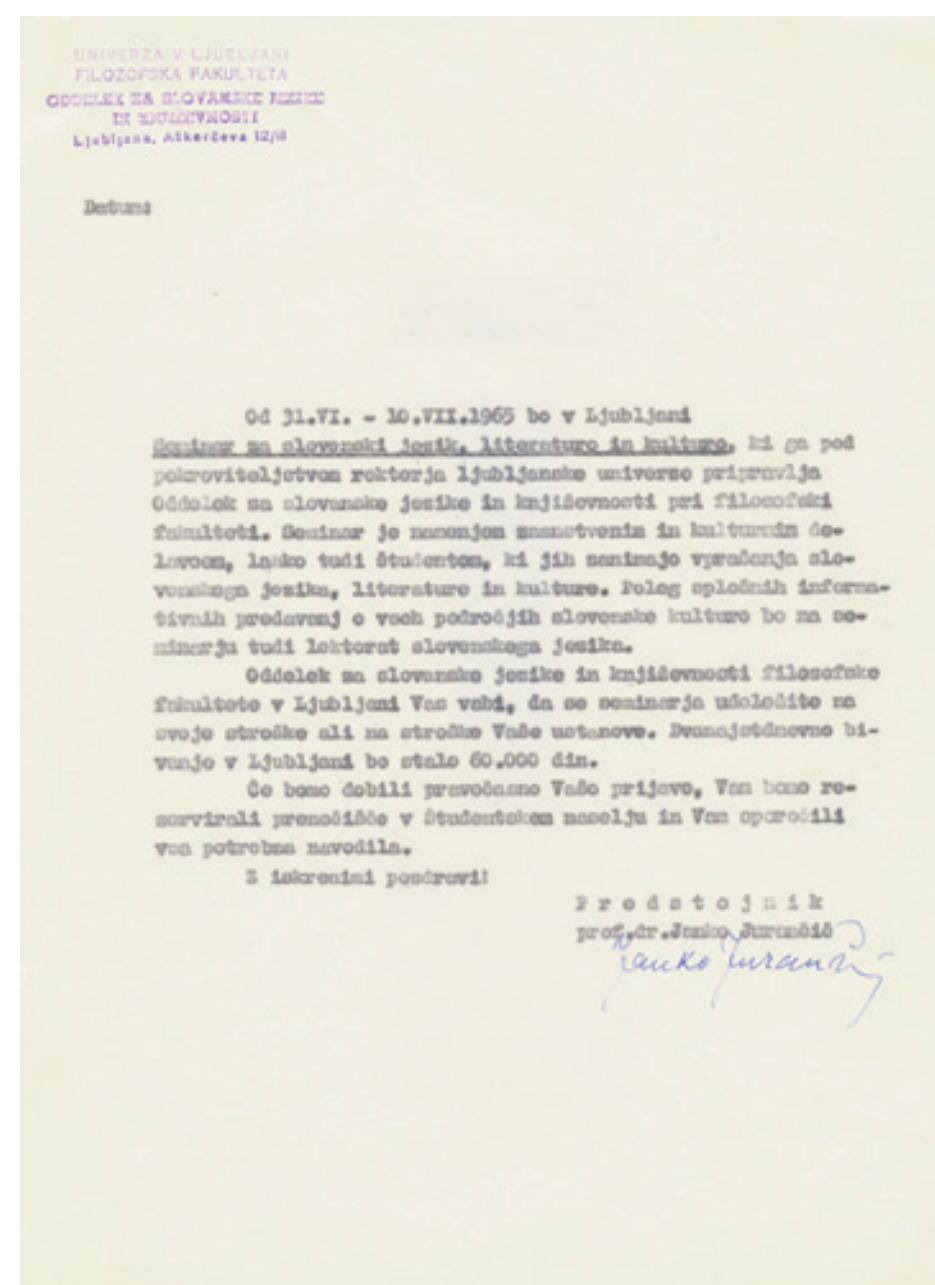 UNIVERZA V LJUBLJANI
FILOZOFSKA FAKULTETA
ODDELEK ZA SLOVANSKE JEZIKE
IN KNJIŽEVNOSTI
Ljubljana, Aškerčeva 12/II
Datum:
Od 31.VI. - 10.VII.1965 bo v Ljubljani
Seminar za slovenski jezik, literaturo in kulturo, ki ga pod
pokroviteljstvom rektorja ljubljanske univerze pripravlja
Oddelek za slovanske jezike in književnosti pri filozofski
fakulteti. Seminar je namenjen znanstvenim in kulturnim de-
lavcem, lahko tudi študentom, ki jih zanimajo vprašanja slo-
venskega jezika, literature in kulture. Poleg splošnih informa-
tivnih predavanj o vseh področjih slovenske kulture bo na se-
minarju tudi lektorat slovenskega jezika.
Oddelek za slovanske jezike in književnosti filozofske
fakultete v Ljubljani Vas vabi, da se seminarja udeležite na
svoje stroške ali na stroške Vaše ustanove. Dvanajstdnevno bi-
vanje v Ljubljani bo stalo 60.000 din.
Če bomo dobili pravočasno Vašo prijavo, Vam bomo re-
zervirali prenočišče v Študentskem naselju in Vam sporočili
vsa potrebna navodila.
Z iskrenimi pozdravi!
P r e d s t o j n i k
prof.dr.Janko Jurančič
Janko Jurančič